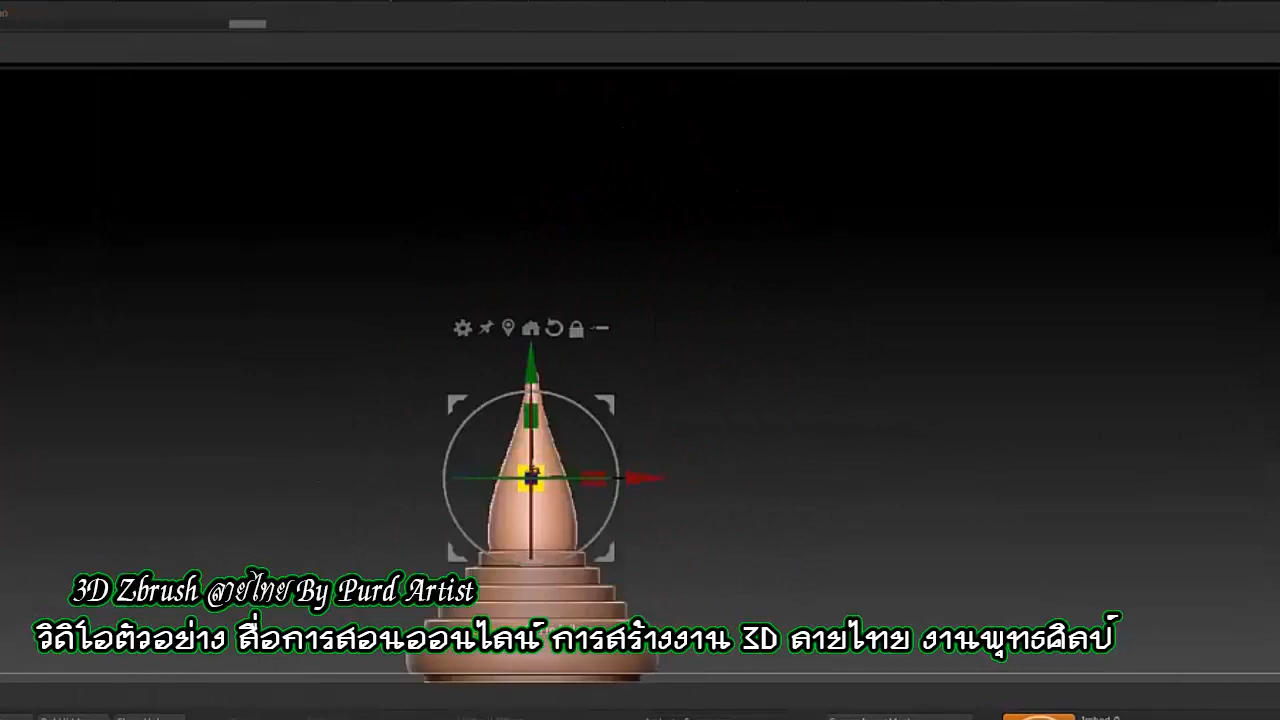 3D Zbrush ลายไทย By Purd Artist
วิดีโอตัวอย่าง สื่อการสอนออนไลน์ การสร้างงาน 3D ลายไทย งานพุทธศิลป์